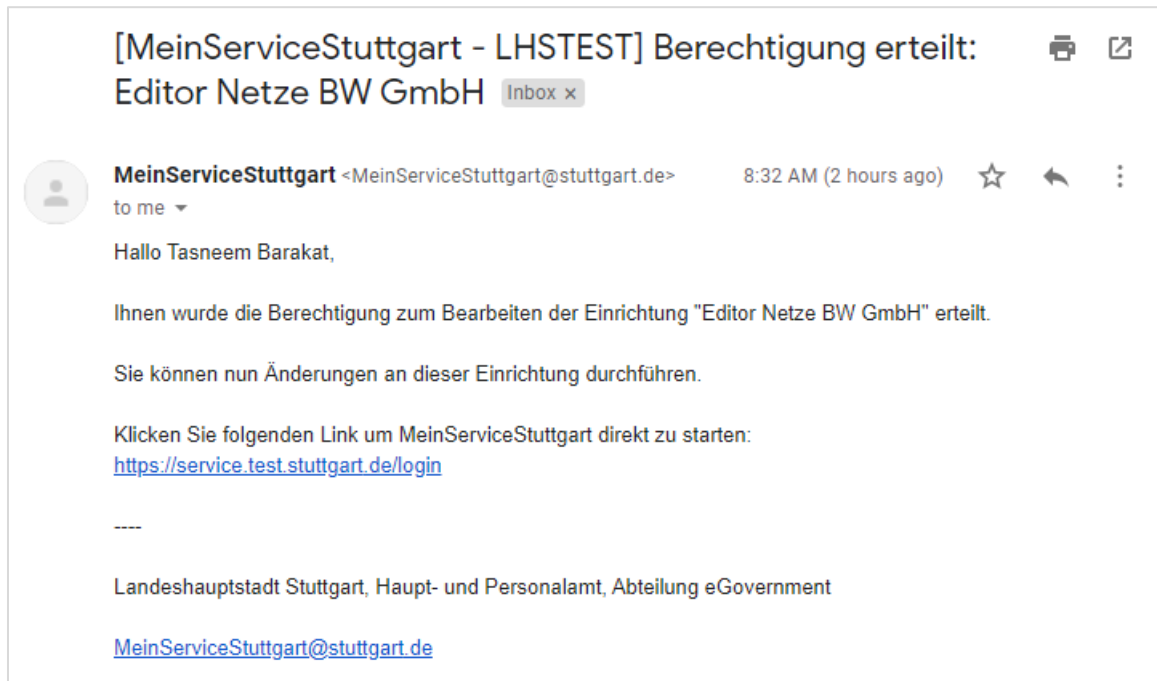 [MeinServiceStuttgart - LHSTEST] Berechtigung erteilt:
Editor Netze BW GmbH Inbox x
MeinServiceStuttgart <MeinServiceStuttgart@stuttgart.de> 8:32 AM (2 hours ago)
to me
Hallo Tasneem Barakat,
Ihnen wurde die Berechtigung zum Bearbeiten der Einrichtung "Editor Netze BW GmbH" erteilt.
Sie können nun Änderungen an dieser Einrichtung durchführen.
Klicken Sie folgenden Link um MeinServiceStuttgart direkt zu starten:
https://service.test.stuttgart.de/login
----
Landeshauptstadt Stuttgart, Haupt- und Personalamt, Abteilung eGovernment
MeinServiceStuttgart@stuttgart.de